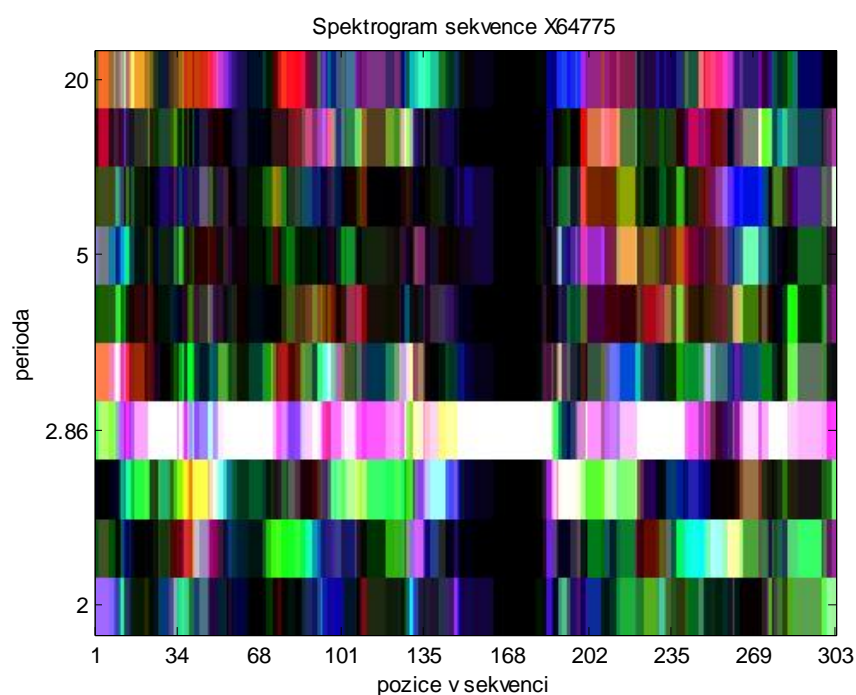 Spektrogram sekvence X64775
20
5
2.86
2
perioda
1 34 68 101 135 168 202 235 269 303
pozice v sekvenci